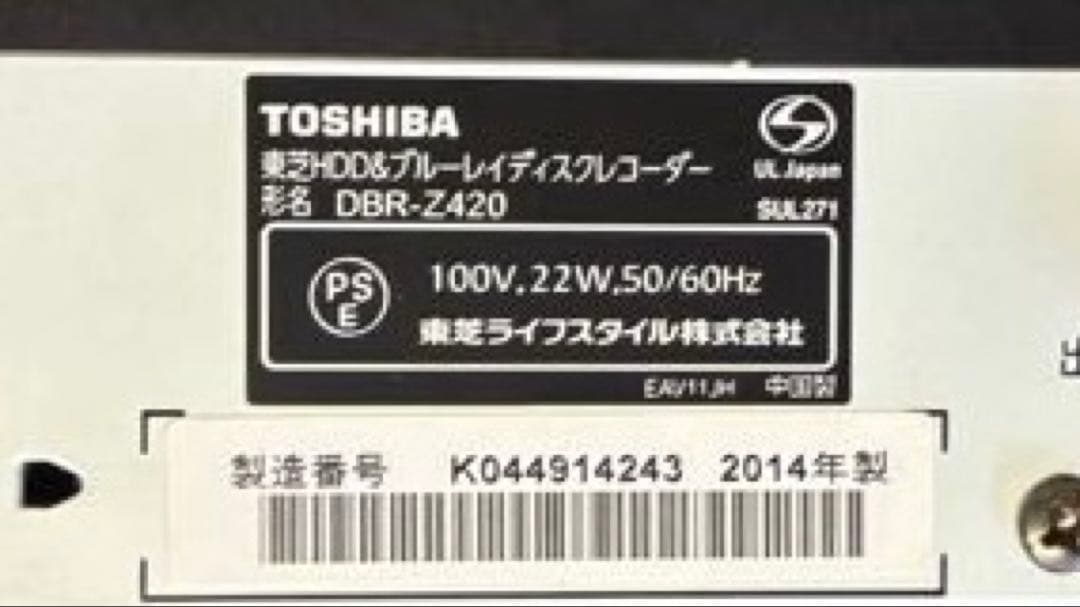 TOSHIBA
東芝HDD&ブルーレイディスクレコーダー
形名 DBR-Z420
UL Japan
SUL271
PS
E
100V,22W,50/60Hz
東芝ライフスタイル株式会社
EAV11JH 中国製
製造番号 K044914243 2014年製
出